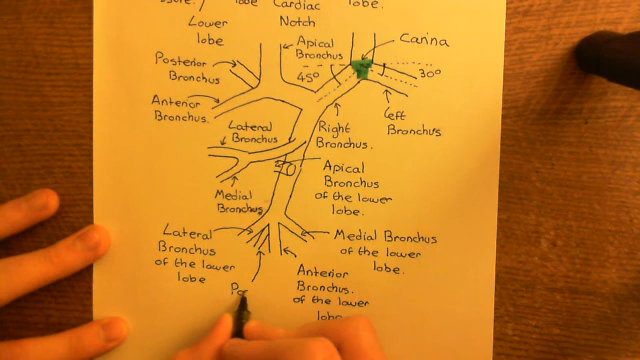 lobe
Cardiac
Notch
lobe.
Lower
lobe
Apical
Bronchus
Carina
Posterior
Bronchus
45°
30°
Anterior
Bronchus.
Left
Bronchus
Lateral
Bronchus
Right
Bronchus.
Apical
Bronchus
of the lower
lobe.
Medial
Bronchus
Lateral
Bronchus
of the lower
lobe
Medial Bronchus
of the lower
lobe.
Anterior
Bronchus.
of the lower
lobe
Po